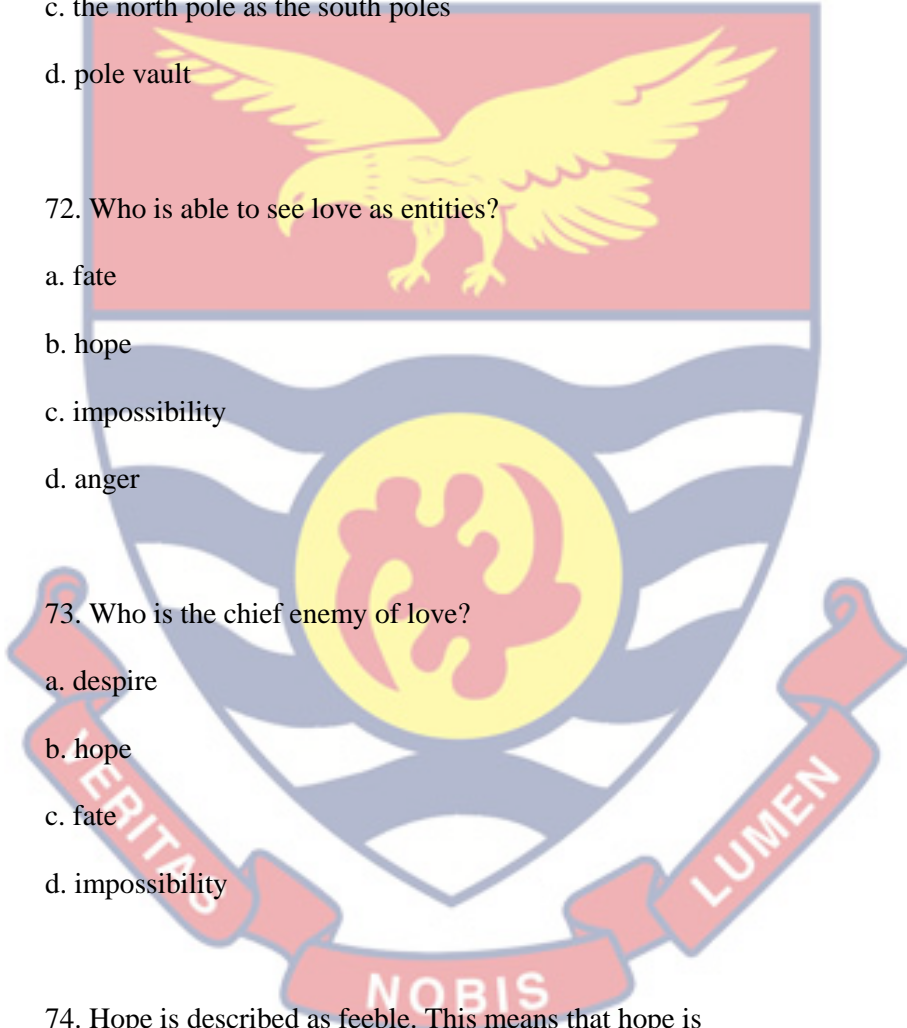 c. the north pole as the south poles
d. pole vault
72. Who is able to see love as entities?
a. fate
b. hope
c. impossibility
d. anger
73. Who is the chief enemy of love?
a. despire
b. hope
c. fate
d. impossibility
VERITAS
NOBIS
LUMEN
74. Hope is described as feeble. This means that hope is